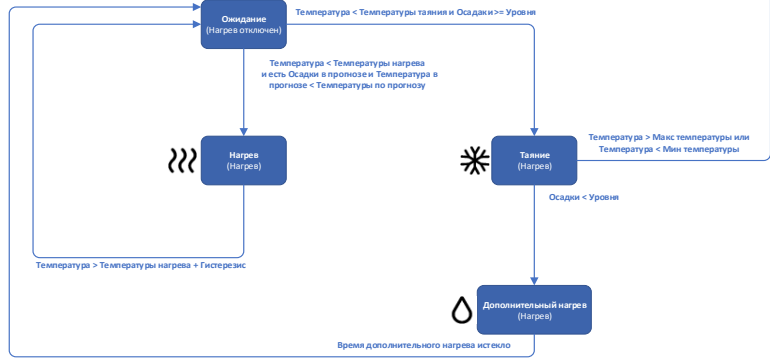 Ожидание
(Нагрев отключен)
Температура < Температуры таяния и Осадаки >= Уровня
Температура < Температуры нагрева
и есть Осадки в прогнозе и Температура в
прогнозе < Температуры по прогнозу
Нагрев
(Нагрев)
Таяние
(Нагрев)
Температура > Макс температуры или
Температура < Мин температуры
Осадки < Уровня
Температура > Температуры нагрева + Гистерезис
Дополнительный нагрев
(Нагрев)
Время дополнительного нагрева истекло